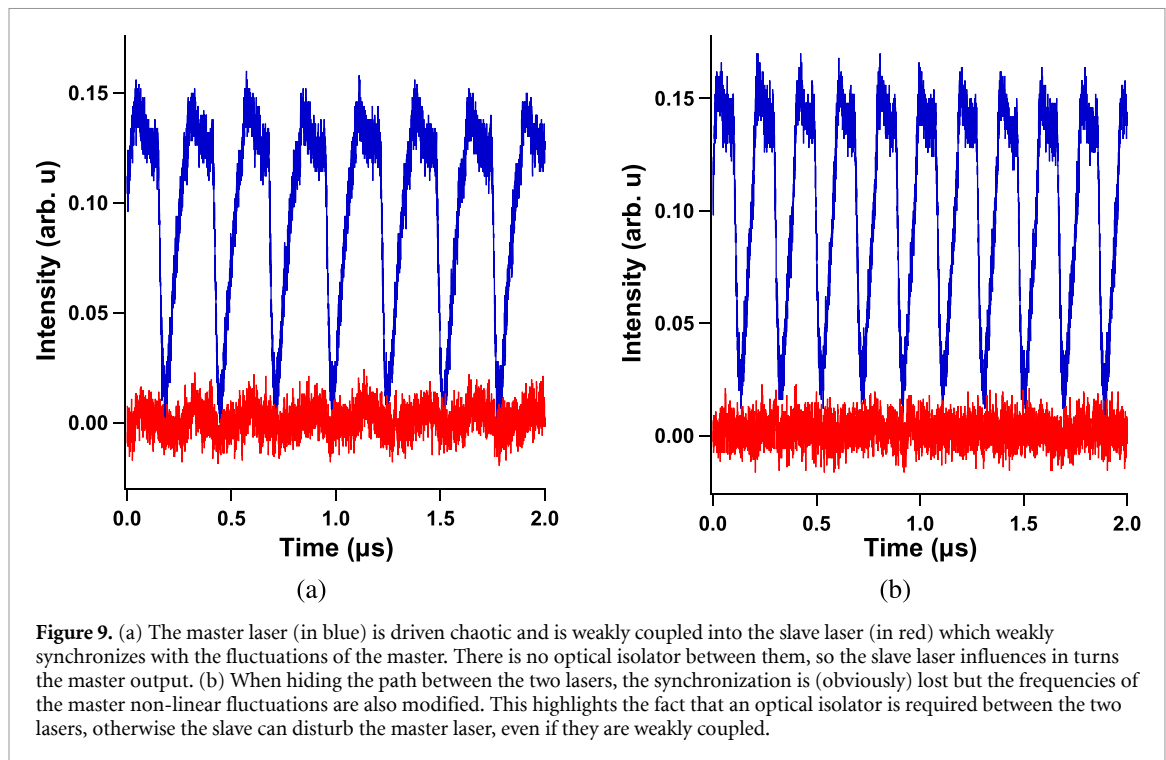 0.15
0.10
0.05
0.00
Intensity (arb. u)
0.0 0.5 1.0 1.5 2.0
Time (µs)
(a)
0.15
0.10
0.05
0.00
Intensity (arb. u)
0.0 0.5 1.0 1.5 2.0
Time (µs)
(b)
Figure 9. (a) The master laser (in blue) is driven chaotic and is weakly coupled into the slave laser (in red) which weakly
synchronizes with the fluctuations of the master. There is no optical isolator between them, so the slave laser influences in turns
the master output. (b) When hiding the path between the two lasers, the synchronization is (obviously) lost but the frequencies of
the master non-linear fluctuations are also modified. This highlights the fact that an optical isolator is required between the two
lasers, otherwise the slave can disturb the master laser, even if they are weakly coupled.